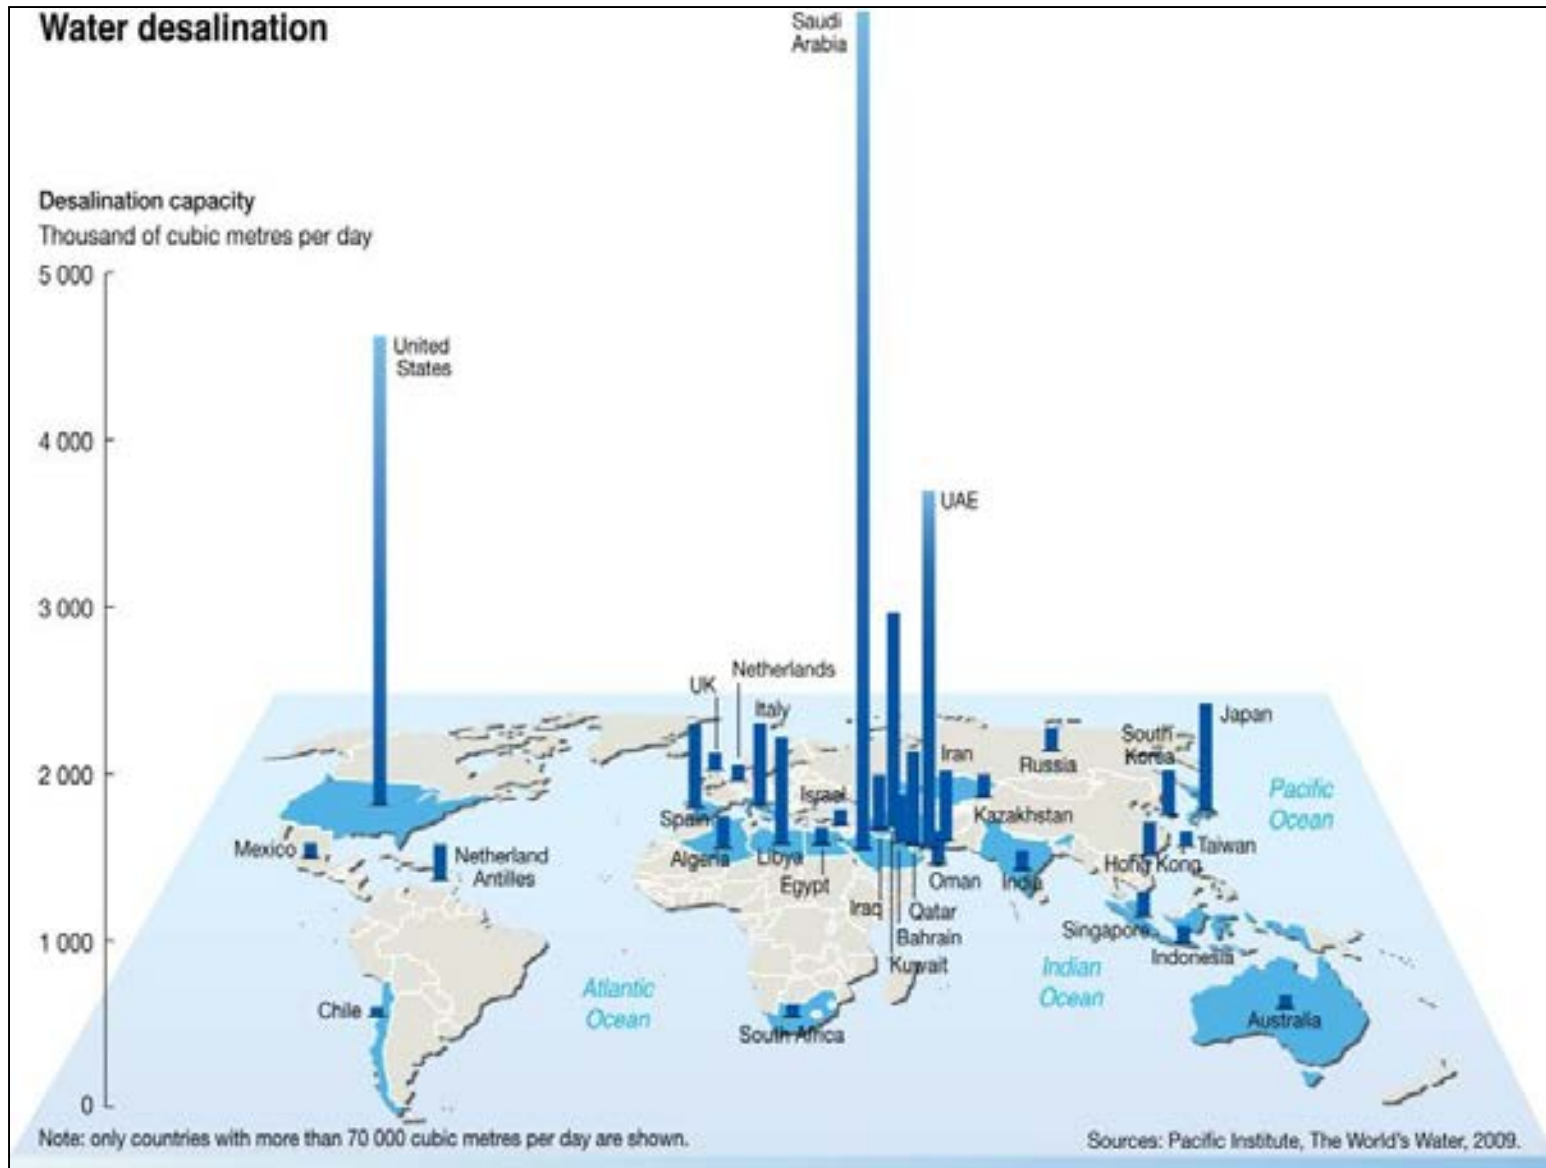 Water desalination
Saudi
Arabia
Desalination capacity
Thousand of cubic metres per day
5 000
4 000
3 000
2 000
1 000
0
United
States
UAE
Netherlands
UK
Italy
Japan
South
Korea
Iran
Russia
Israel
Kazakhstan
Pacific
Ocean
Spain
Mexico
Netherland
Antilles
Algeria
Libya
Egypt
Taiwan
Hong Kong
Oman
India
Iraq
Qatar
Bahrain
Kuwait
Singapore
Indonesia
Indian
Ocean
Atlantic
Ocean
Chile
South Africa
Australia
Note: only countries with more than 70 000 cubic metres per day are shown.
Sources: Pacific Institute, The World's Water, 2009.